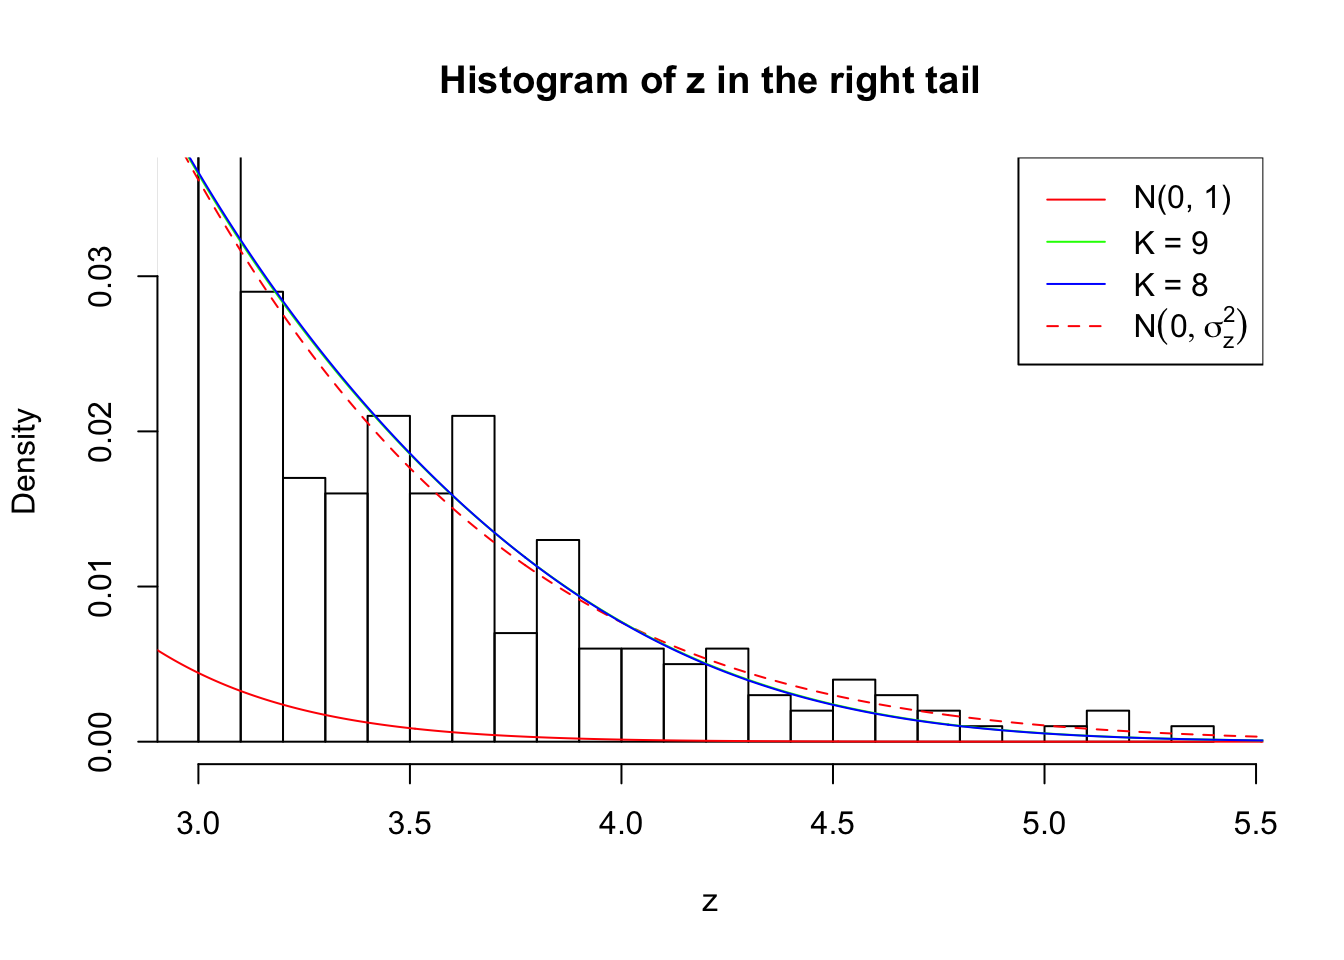 Histogram of z in the right tail
N(0, 1)
K = 9
K = 8
N(0, σ_z^2)
Density
0.03
0.02
0.01
0.00
3.0 3.5 4.0 4.5 5.0 5.5
z